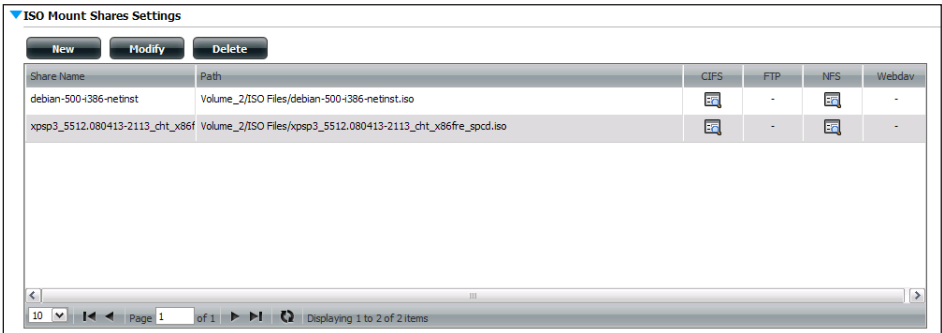 ISO Mount Shares Settings
New Modify Delete
Share Name Path CIFS FTP NFS Webdav
debian-500-i386-netinst Volume_2/ISO Files/debian-500-i386-netinst.iso - -
xpsp3_5512.080413-2113_cht_x86f Volume_2/ISO Files/xpsp3_5512.080413-2113_cht_x86fre_spcd.iso - -
10 Page 1 of 1 Displaying 1 to 2 of 2 items